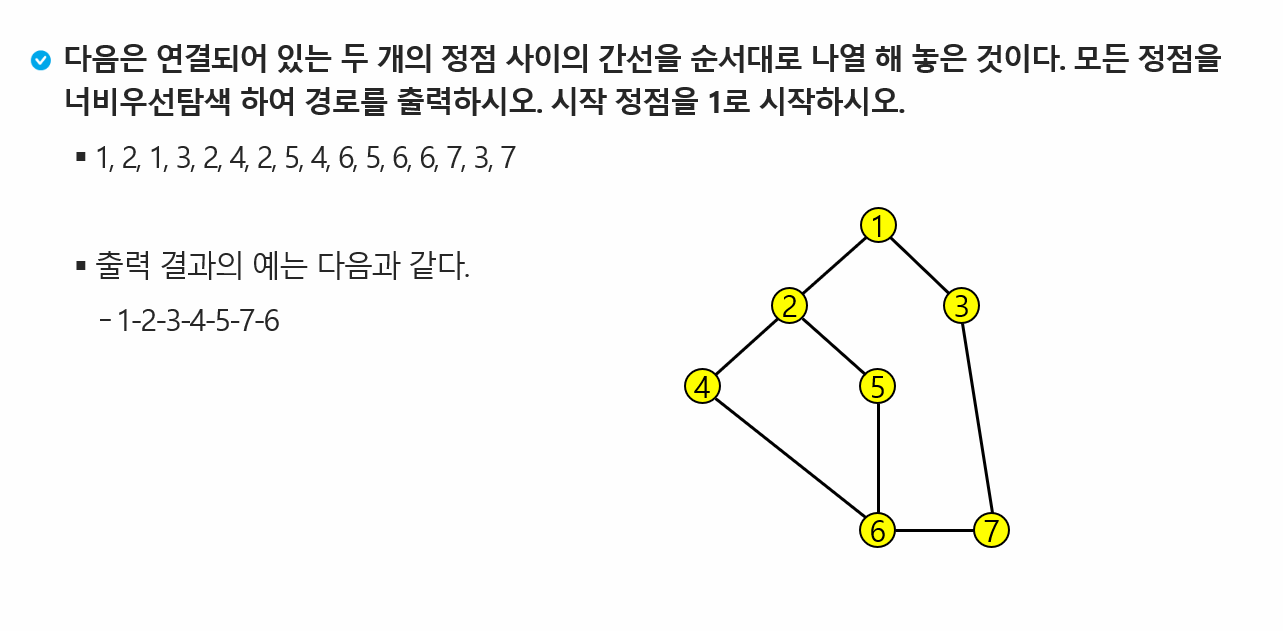 다음은 연결되어 있는 두 개의 정점 사이의 간선을 순서대로 나열 해 놓은 것이다. 모든 정점을
너비우선탐색 하여 경로를 출력하시오. 시작 정점을 1로 시작하시오.
▪ 1, 2, 1, 3, 2, 4, 2, 5, 4, 6, 5, 6, 6, 7, 3, 7
▪ 출력 결과의 예는 다음과 같다.
– 1-2-3-4-5-7-6
1
2 3
4 5
6 7